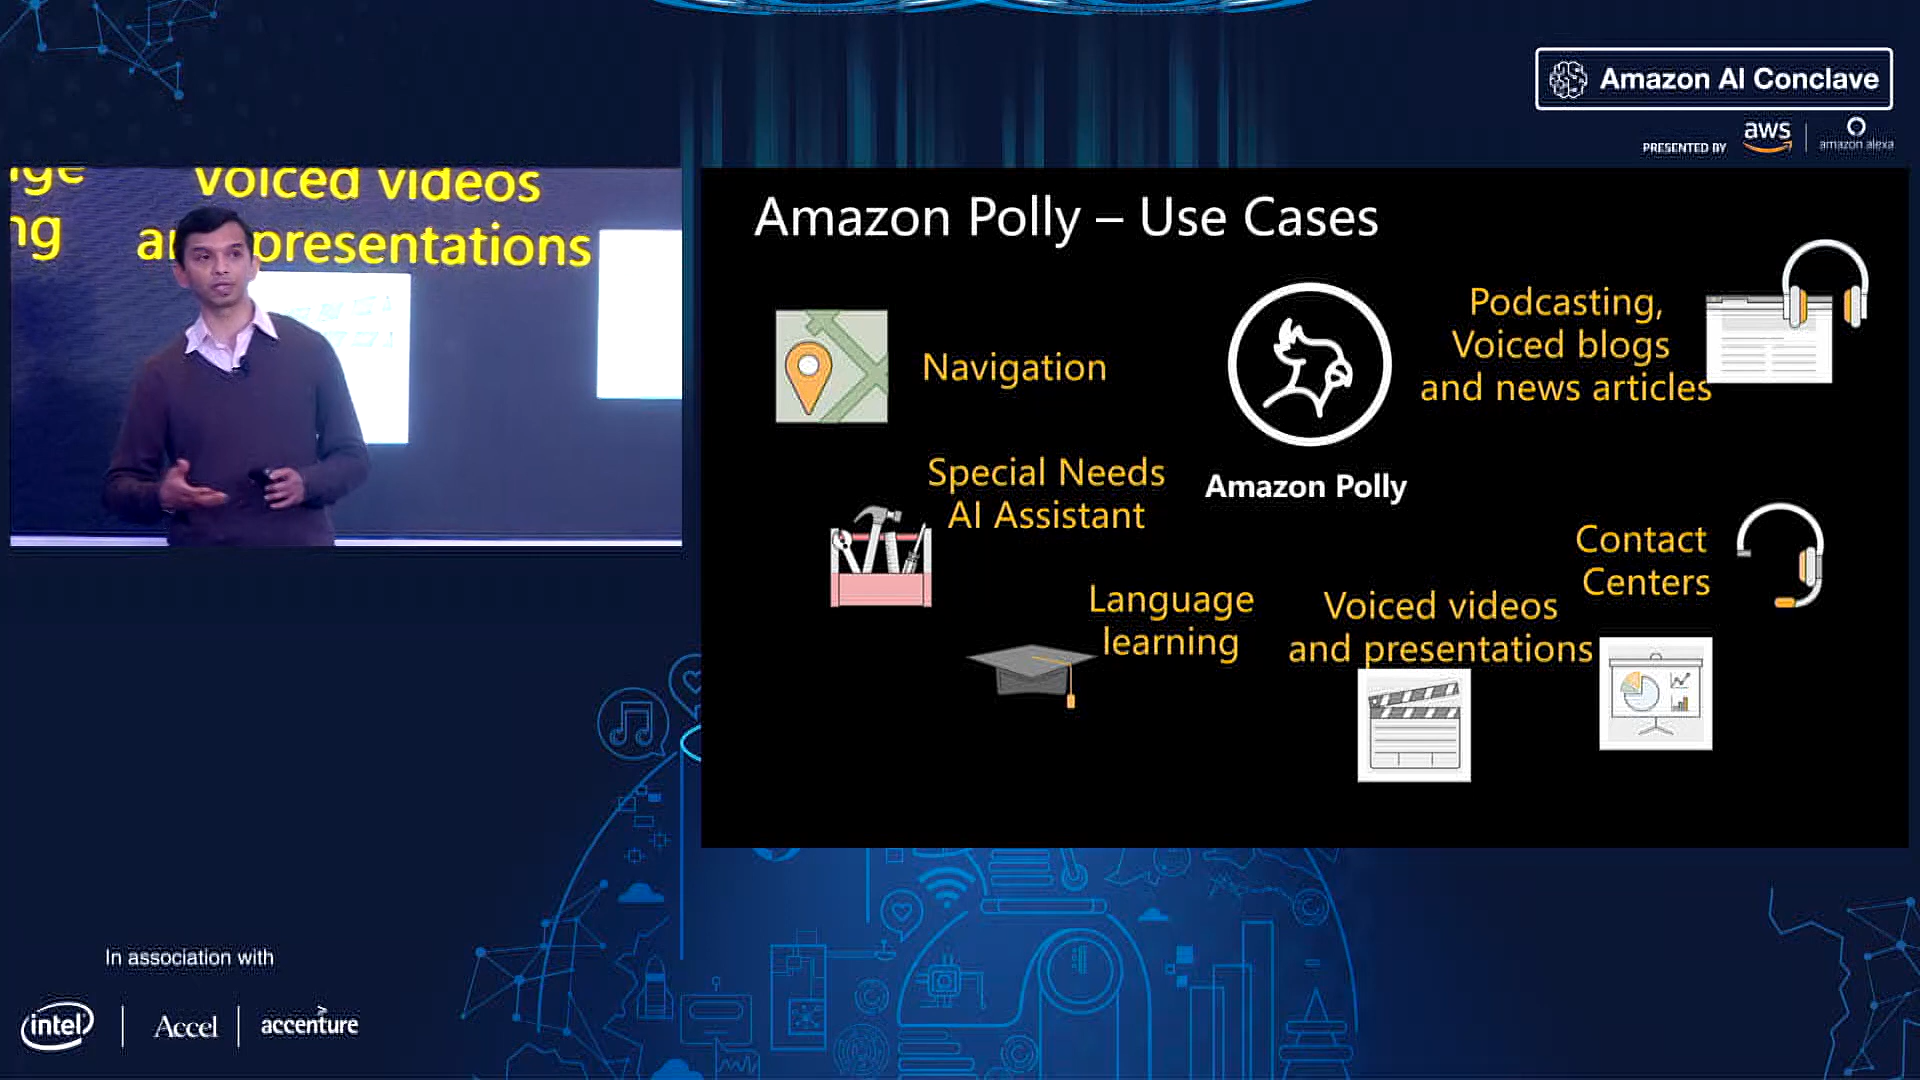 Amazon AI Conclave
PRESENTED BY
aws
amazon alexa
voiced videos
ng
presentations
Amazon Polly – Use Cases
Navigation
Podcasting,
Voiced blogs
and news articles
Amazon Polly
Special Needs
AI Assistant
Contact
Centers
Language
learning
Voiced videos
and presentations
In association with
intel
Accel
accenture